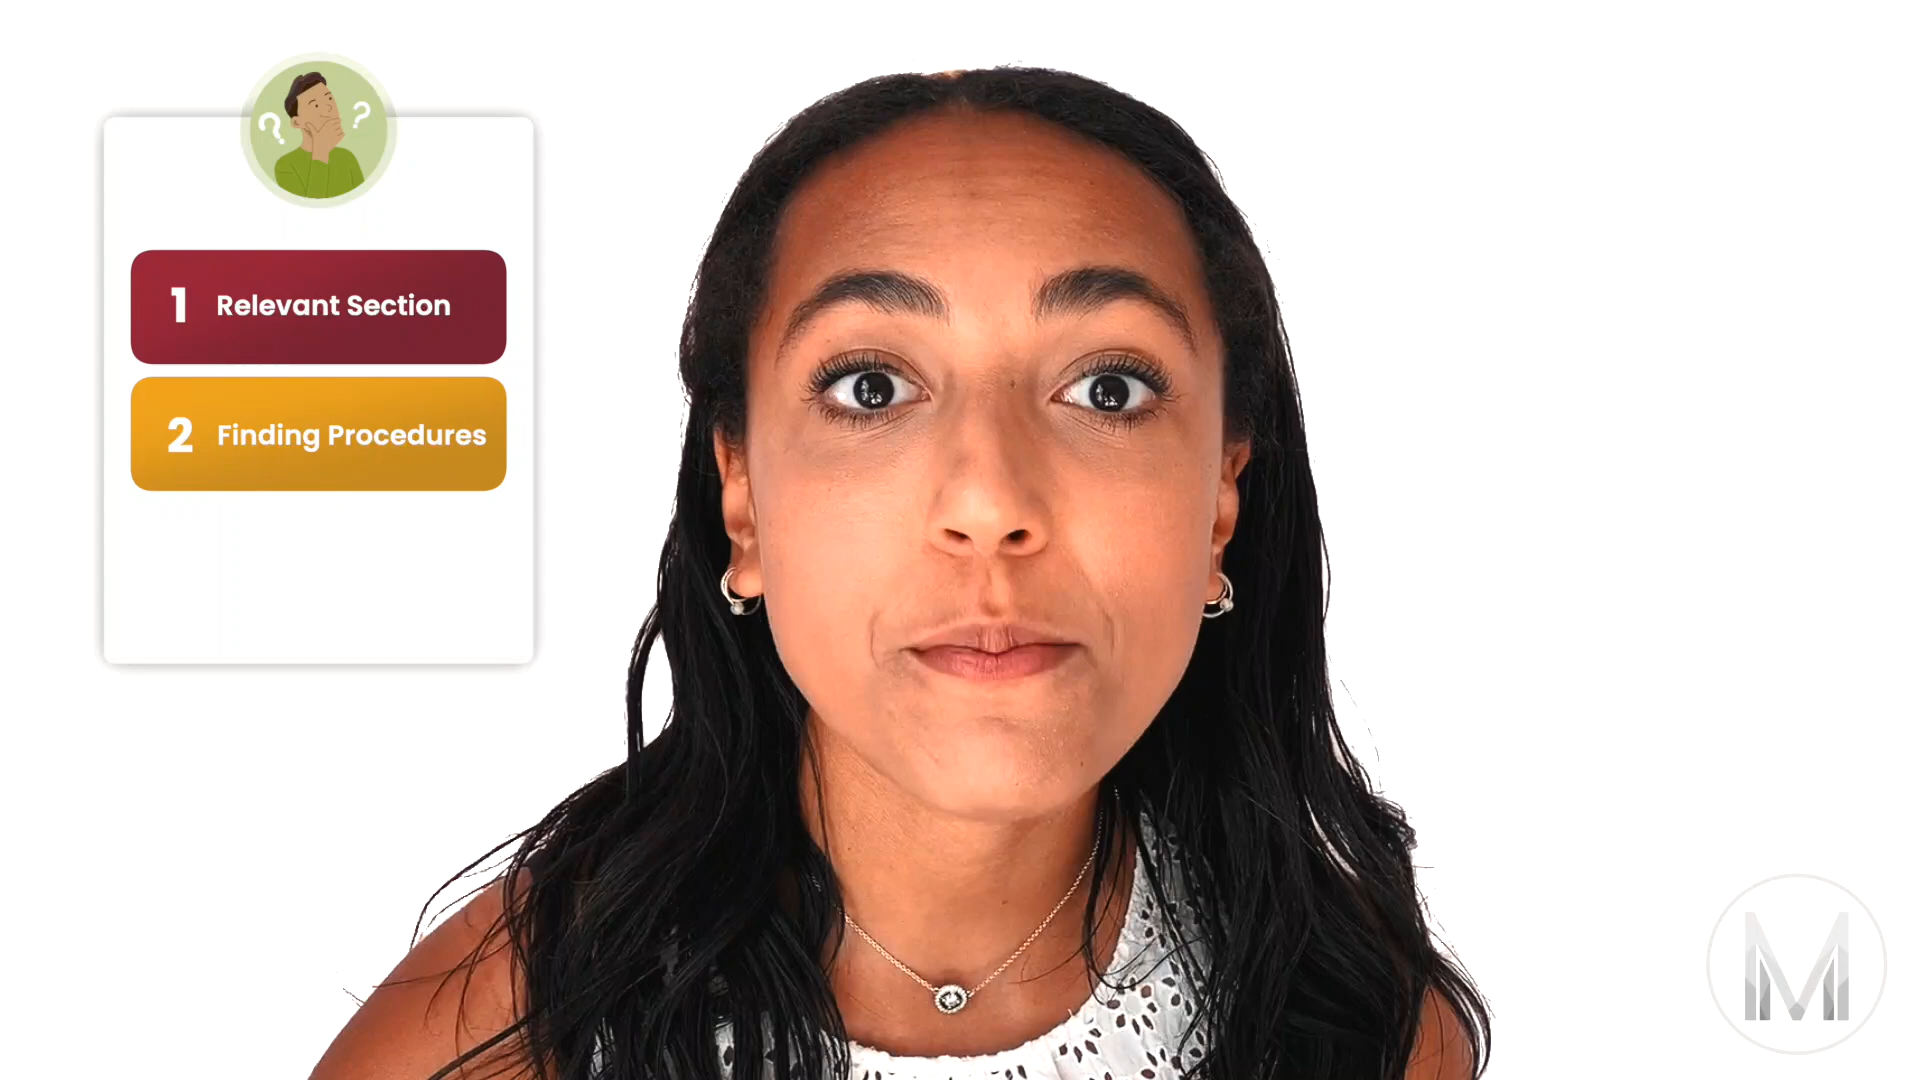 ? ?
1 Relevant Section
2 Finding Procedures
M